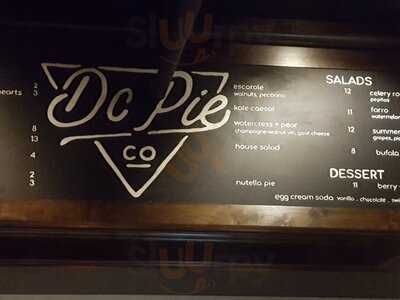 2
hearts 3
8
13
4
2
3
Dc Pie
CO
SALADS
escarole 12
walnuts, pecorino
kale caesar 11
watercress + pear 12
champagne walnut vin, goat cheese
house salad 8
celery
pepitas
farro
watermelon
summer
grapes,
bufala
DESSERT
nutella pie 11
berry
egg cream soda vanilla . chocolate .